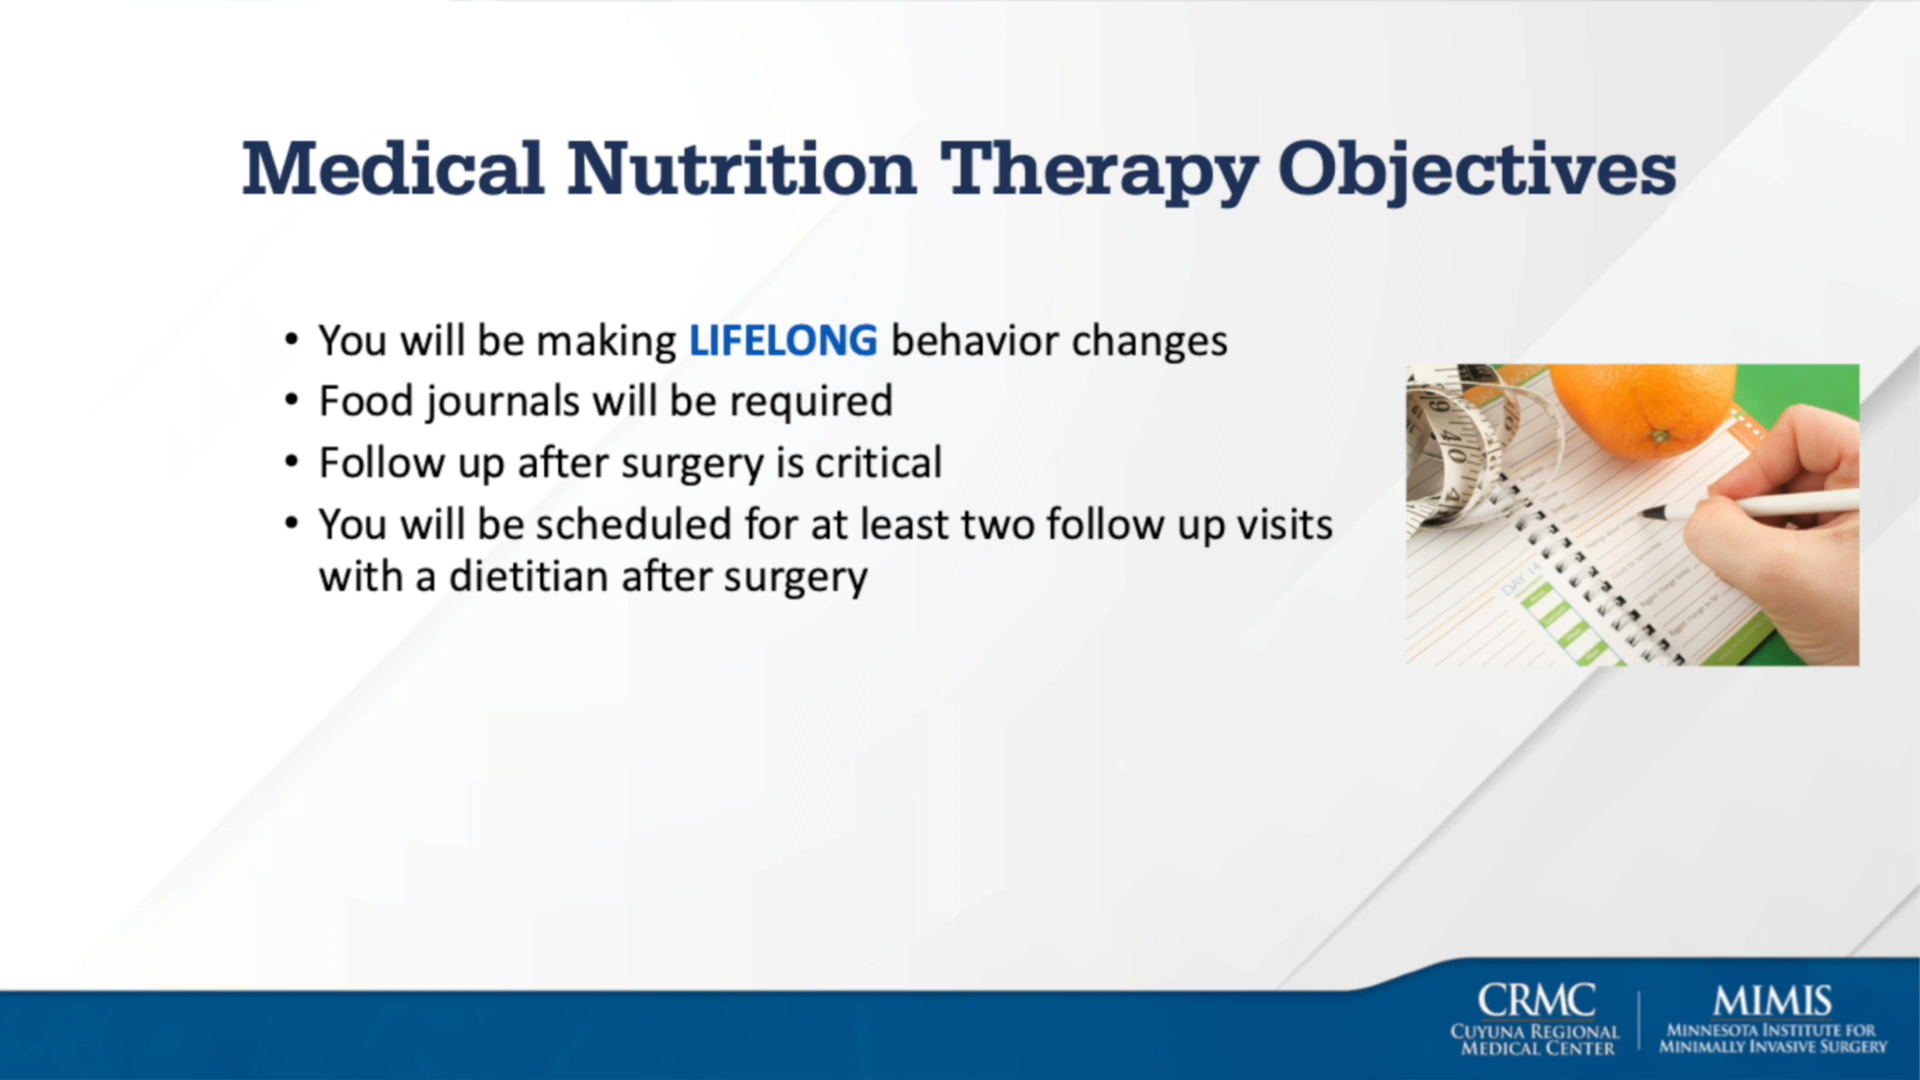 Medical Nutrition Therapy Objectives
• You will be making LIFELONG behavior changes
• Food journals will be required
• Follow up after surgery is critical
• You will be scheduled for at least two follow up visits
with a dietitian after surgery
DAY 14
CRMC
CUYUNA REGIONAL
MEDICAL CENTER
MIMIS
MINNESOTA INSTITUTE FOR
MINIMALLY INVASIVE SURGERY